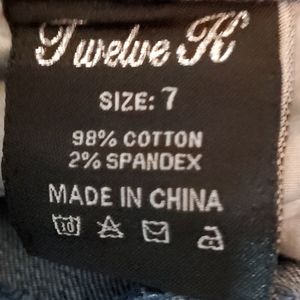 Twelve K
SIZE: 7
98% COTTON
2% SPANDEX
MADE IN CHINA